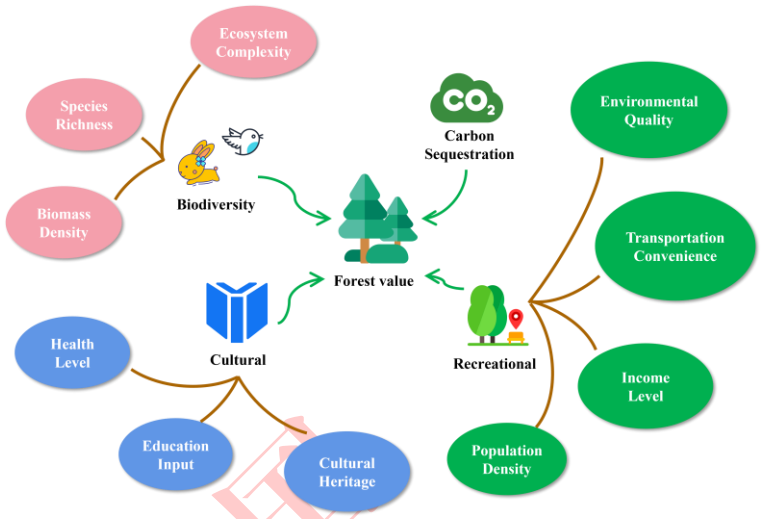 Ecosystem
Complexity
Species
Richness
Biomass
Density
Biodiversity
CO2
Carbon
Sequestration
Environmental
Quality
Transportation
Convenience
Forest value
Health
Level
Cultural
Recreational
Income
Level
Education
Input
Cultural
Heritage
Population
Density